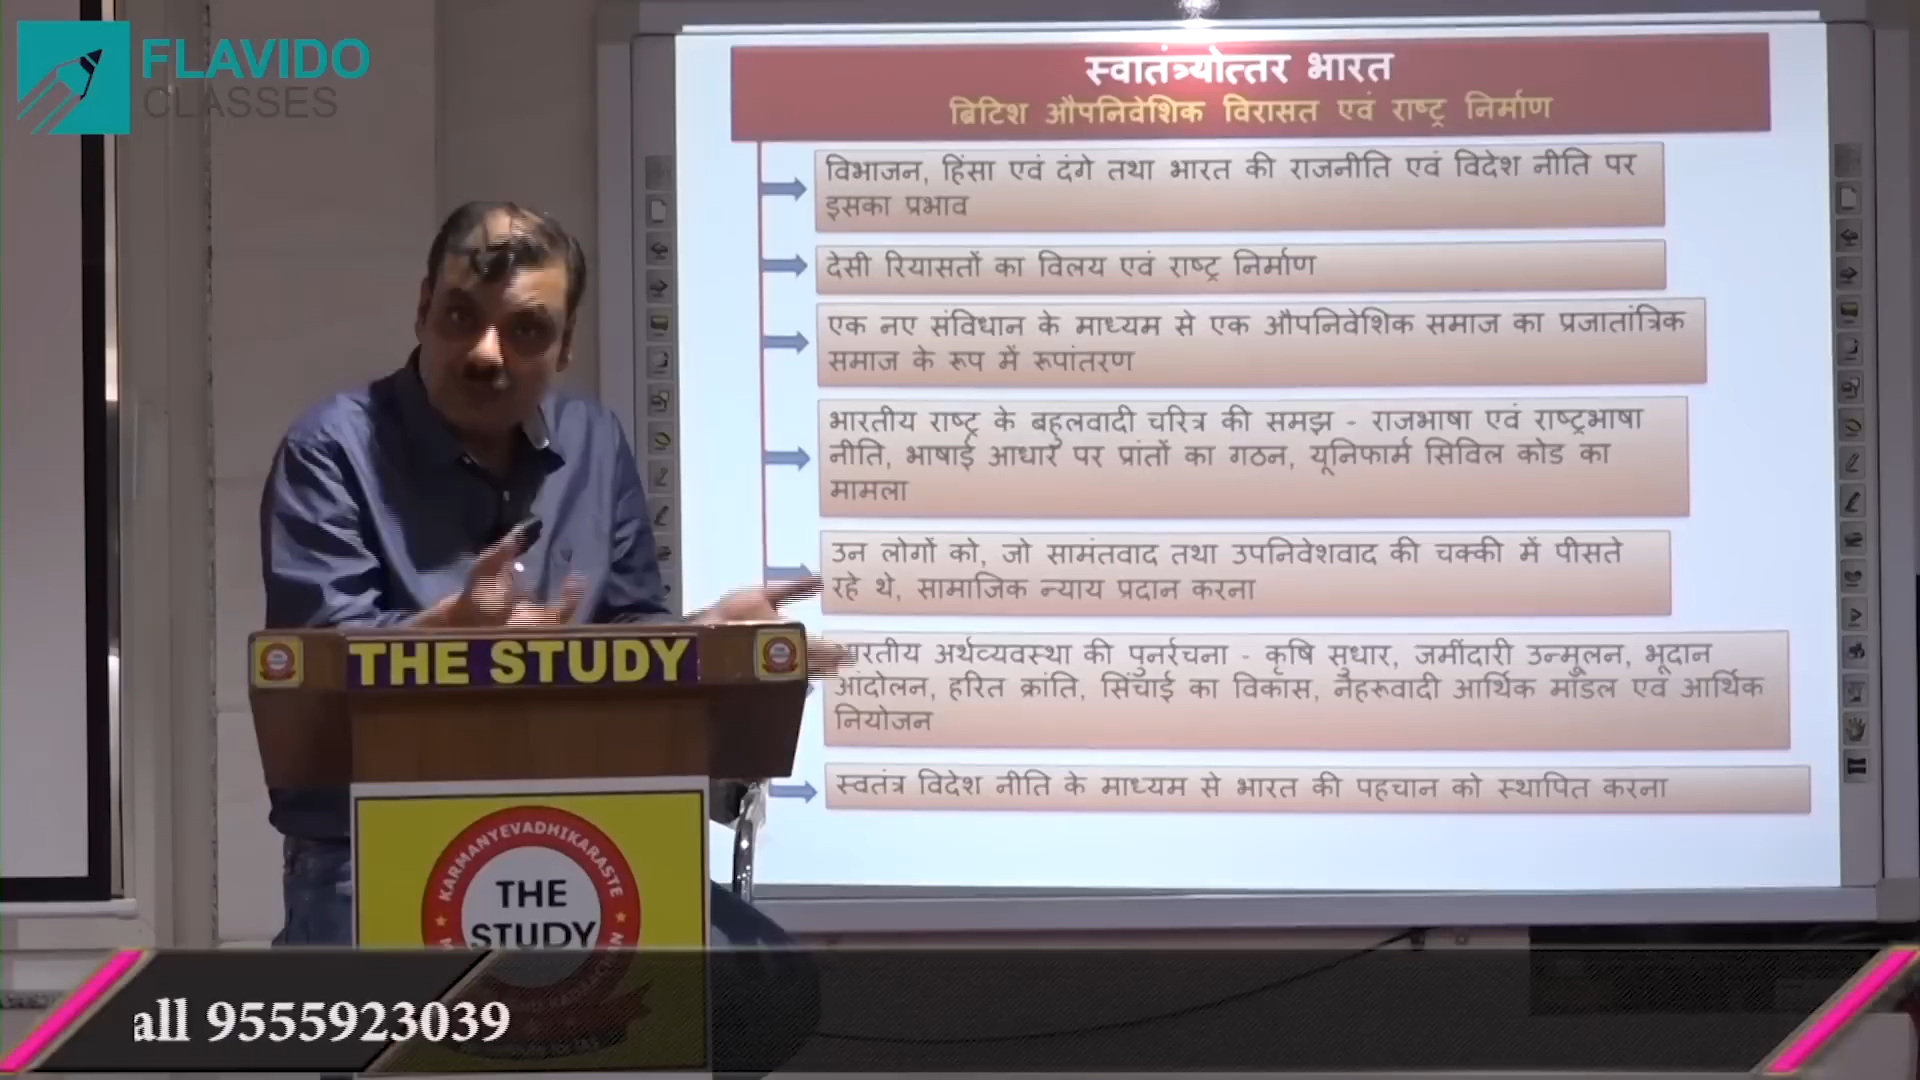 FLAVIDO
CLASSES
स्वातंत्र्योत्तर भारत
ब्रिटिश औपनिवेशिक विरासत एवं राष्ट्र निर्माण
विभाजन, हिंसा एवं दंगे तथा भारत की राजनीति एवं विदेश नीति पर
इसका प्रभाव
देसी रियासतों का विलय एवं राष्ट्र निर्माण
एक नए संविधान के माध्यम से एक औपनिवेशिक समाज का प्रजातांत्रिक
समाज के रूप में रूपांतरण
भारतीय राष्ट्र के बहुलवादी चरित्र की समझ - राजभाषा एवं राष्ट्रभाषा
नीति, भाषाई आधार पर प्रांतों का गठन, यूनिफार्म सिविल कोड का
मामला
उन लोगों को, जो सामंतवाद तथा उपनिवेशवाद की चक्की में पीसते
रहे थे, सामाजिक न्याय प्रदान करना
भारतीय अर्थव्यवस्था की पुनर्रचना - कृषि सुधार, जमींदारी उन्मूलन, भूदान
आंदोलन, हरित क्रांति, सिंचाई का विकास, नेहरूवादी आर्थिक मॉडल एवं आर्थिक
नियोजन
स्वतंत्र विदेश नीति के माध्यम से भारत की पहचान को स्थापित करना
THE STUDY
KARMANYEVADHIKARASTE
THE
STUDY
all 9555923039